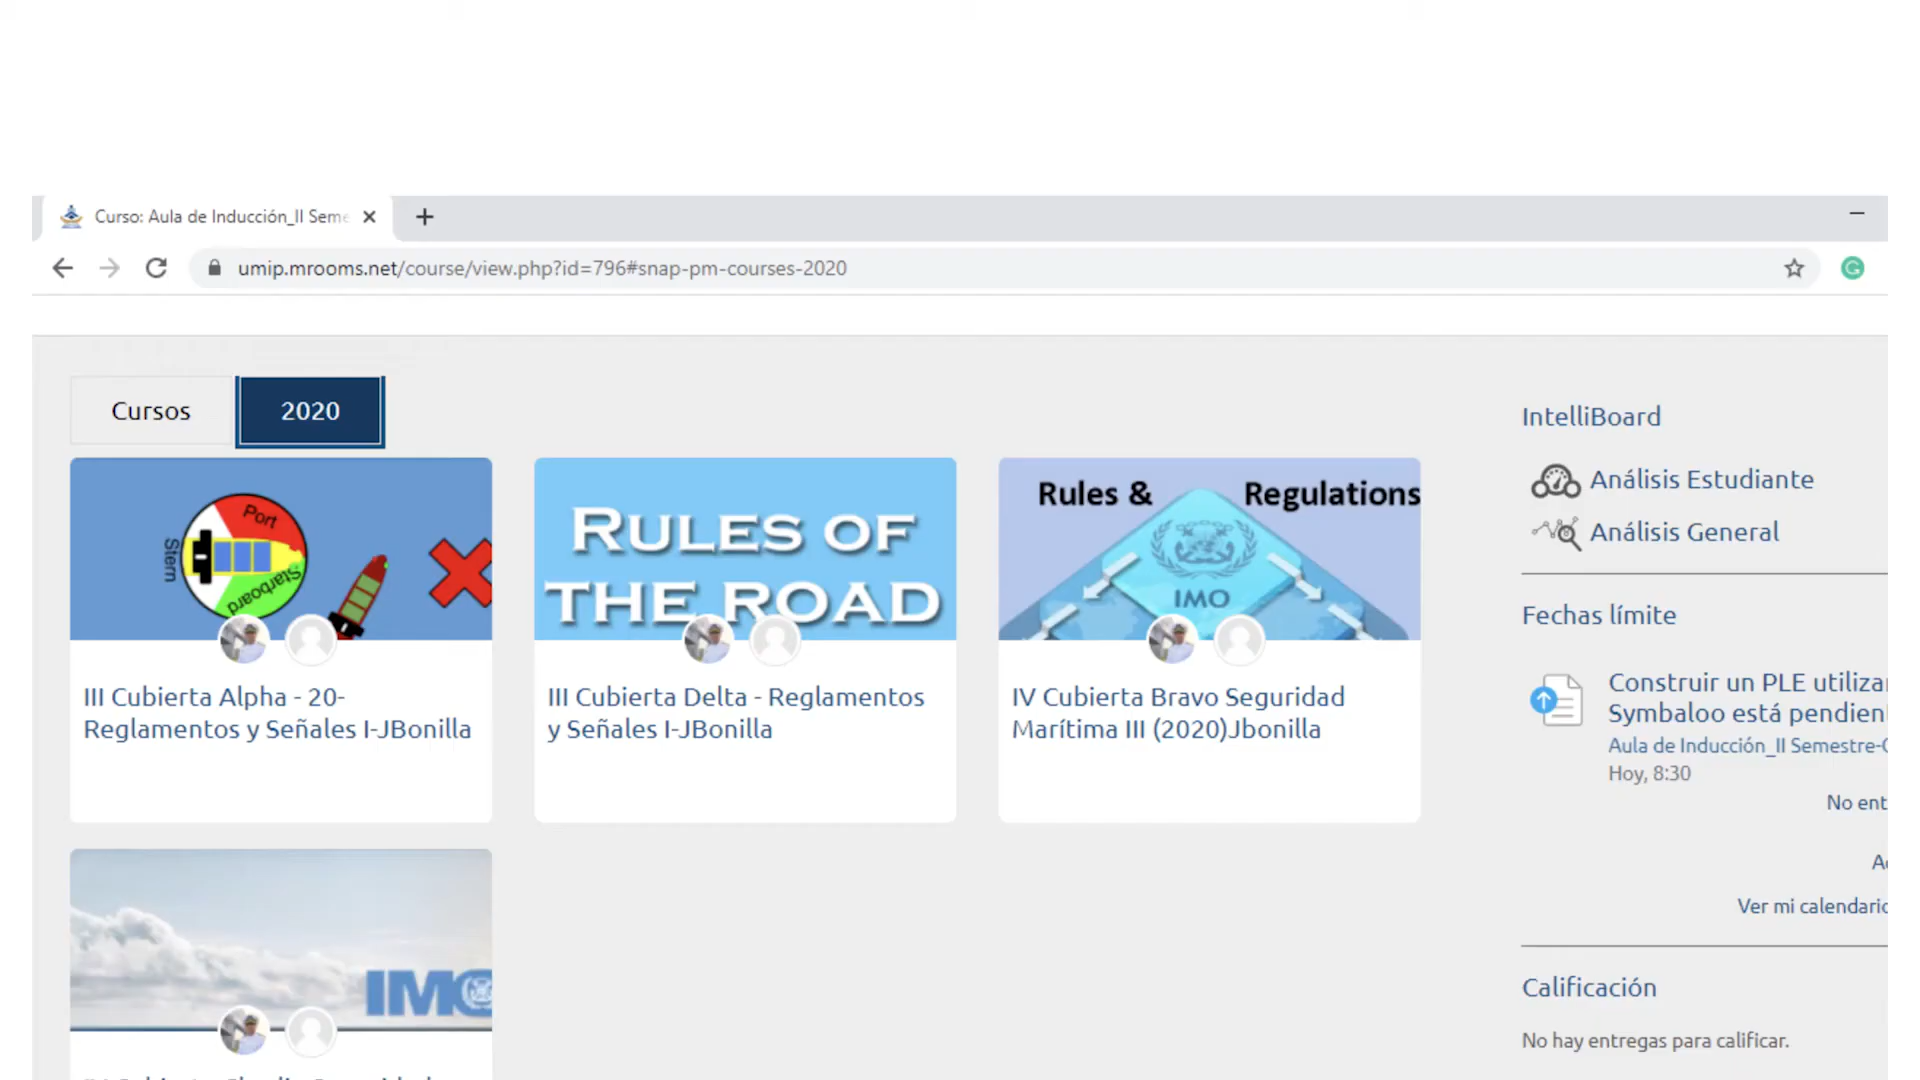 Curso: Aula de Inducción_II Seme
umip.mrooms.net/course/view.php?id=796#snap-pm-courses-2020
Cursos
2020
Port
Stern
Starboard
RULES OF
THE ROAD
Rules & Regulations
IMO
III Cubierta Alpha - 20-
Reglamentos y Señales I-JBonilla
III Cubierta Delta - Reglamentos
y Señales I-JBonilla
IV Cubierta Bravo Seguridad
Marítima III (2020)Jbonilla
IMO
IntelliBoard
Análisis Estudiante
Análisis General
Fechas límite
Construir un PLE utiliza
Symbaloo está pendien
Aula de Inducción_II Semestre-
Hoy, 8:30
No ent
Ver mi calendario
Calificación
No hay entregas para calificar.